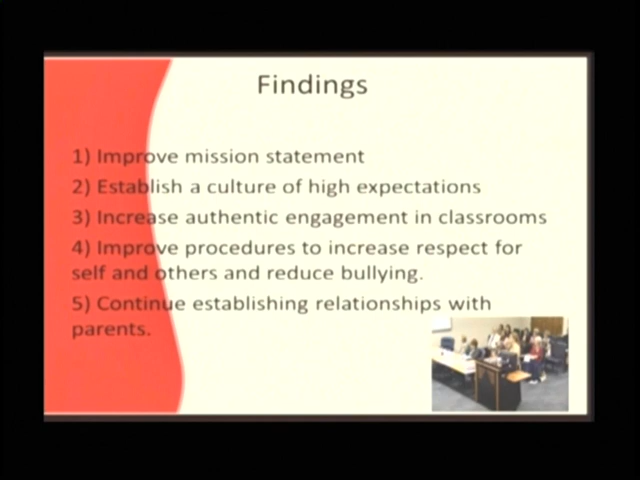 Findings
1) Improve mission statement
2) Establish a culture of high expectations
3) Increase authentic engagement in classrooms
4) Improve procedures to increase respect for
self and others and reduce bullying.
5) Continue establishing relationships with
parents.